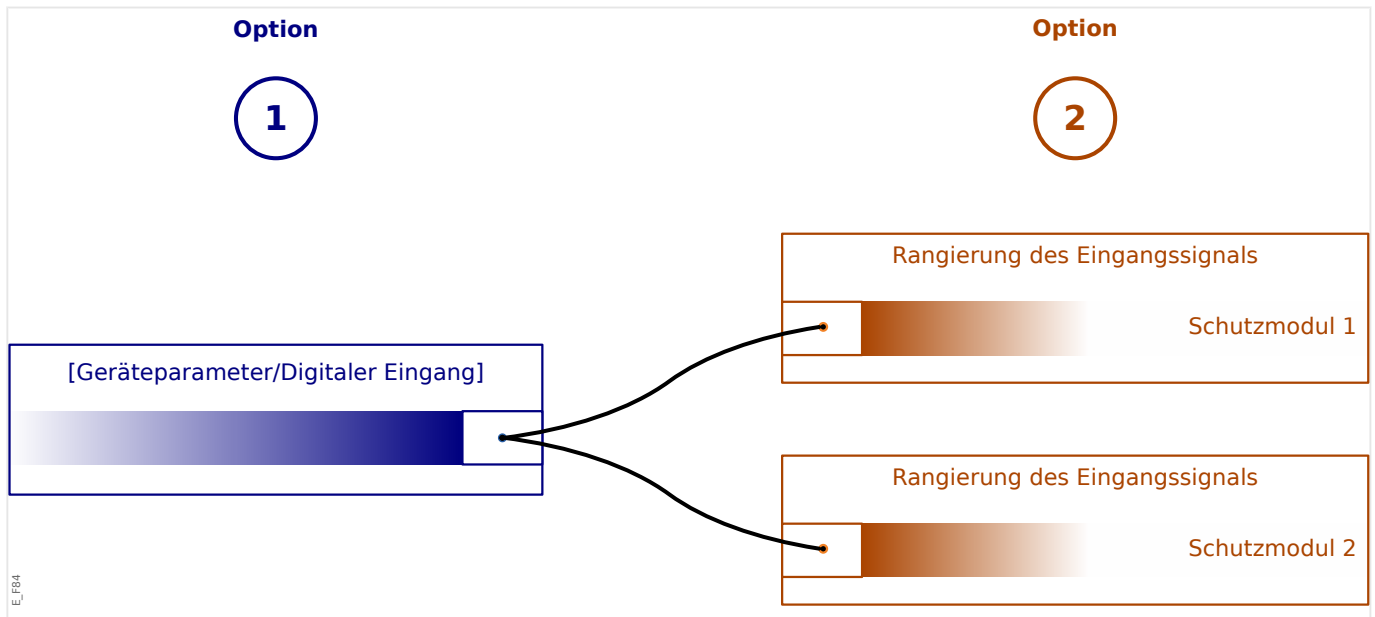 Option
1
Option
2
Rangierung des Eingangssignals
Schutzmodul 1
[Geräteparameter/Digitaler Eingang]
Rangierung des Eingangssignals
Schutzmodul 2
E_F84